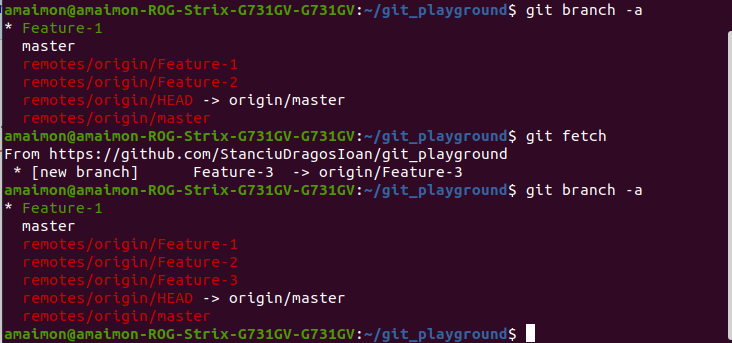 amaimon@amaimon-ROG-Strix-G731GV-G731GV:~/git_playground$ git branch -a
* Feature-1
  master
  remotes/origin/Feature-1
  remotes/origin/Feature-2
  remotes/origin/HEAD -> origin/master
  remotes/origin/master
amaimon@amaimon-ROG-Strix-G731GV-G731GV:~/git_playground$ git fetch
From https://github.com/StanciuDragosIoan/git_playground
 * [new branch]      Feature-3  -> origin/Feature-3
amaimon@amaimon-ROG-Strix-G731GV-G731GV:~/git_playground$ git branch -a
* Feature-1
  master
  remotes/origin/Feature-1
  remotes/origin/Feature-2
  remotes/origin/Feature-3
  remotes/origin/HEAD -> origin/master
  remotes/origin/master
amaimon@amaimon-ROG-Strix-G731GV-G731GV:~/git_playground$